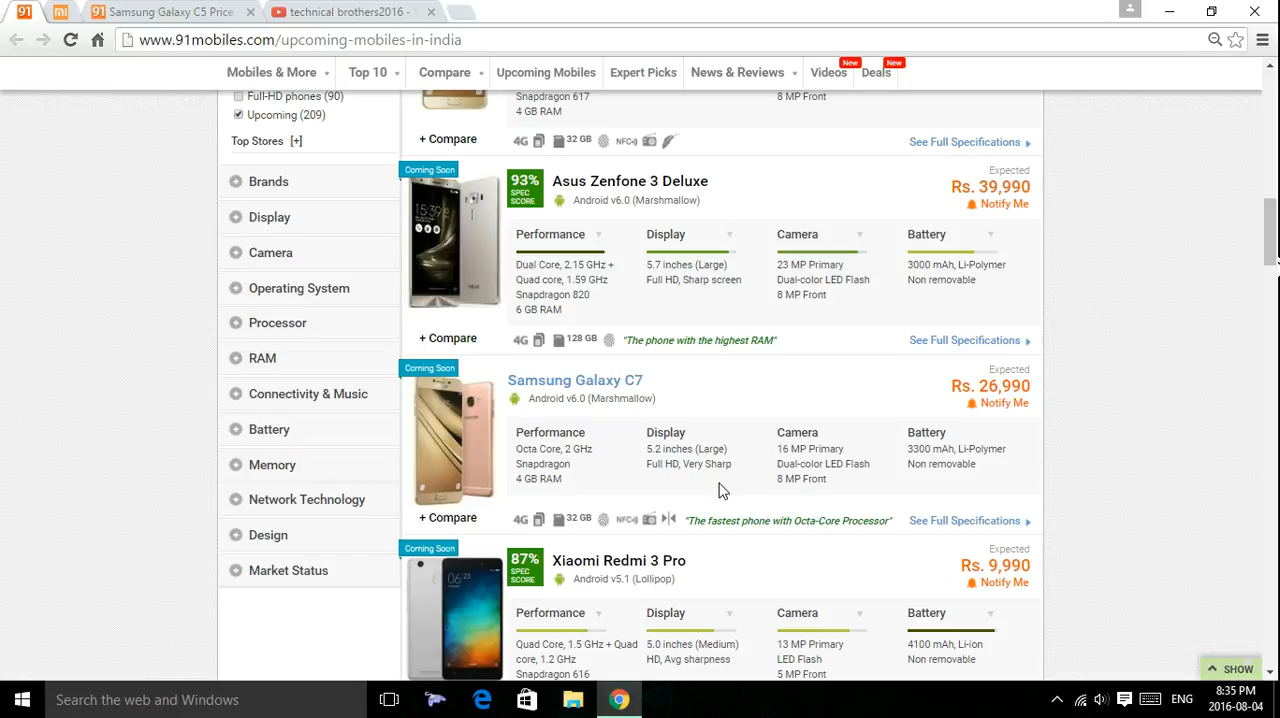 91
mi
91
Samsung Galaxy C5 Price
technical brothers2016 -
www.91mobiles.com/upcoming-mobiles-in-india
Mobiles & More
Top 10
Compare
Upcoming Mobiles
Expert Picks
News & Reviews
Videos
New
Deals
New
Full-HD phones (90)
Upcoming (209)
Top Stores [+]
Brands
Display
Camera
Operating System
Processor
RAM
Connectivity & Music
Battery
Memory
Network Technology
Design
Market Status
Snapdragon 617
4 GB RAM
8 MP Front
+ Compare
4G
32 GB
NFC
See Full Specifications
Coming Soon
93%
SPEC
SCORE
Asus Zenfone 3 Deluxe
Android v6.0 (Marshmallow)
Expected
Rs. 39,990
Notify Me
Performance
Dual Core, 2.15 GHz +
Quad core, 1.59 GHz
Snapdragon 820
6 GB RAM
Display
5.7 inches (Large)
Full HD, Sharp screen
Camera
23 MP Primary
Dual-color LED Flash
8 MP Front
Battery
3000 mAh, Li-Polymer
Non removable
+ Compare
4G
128 GB
"The phone with the highest RAM"
See Full Specifications
Coming Soon
Samsung Galaxy C7
Android v6.0 (Marshmallow)
Expected
Rs. 26,990
Notify Me
Performance
Octa Core, 2 GHz
Snapdragon
4 GB RAM
Display
5.2 inches (Large)
Full HD, Very Sharp
Camera
16 MP Primary
Dual-color LED Flash
8 MP Front
Battery
3300 mAh, Li-Polymer
Non removable
+ Compare
4G
32 GB
NFC
"The fastest phone with Octa-Core Processor"
See Full Specifications
Coming Soon
87%
SPEC
SCORE
Xiaomi Redmi 3 Pro
Android v5.1 (Lollipop)
Expected
Rs. 9,990
Notify Me
Performance
Quad Core, 1.5 GHz + Quad
core, 1.2 GHz
Snapdragon 616
Display
5.0 inches (Medium)
HD, Avg sharpness
Camera
13 MP Primary
LED Flash
5 MP Front
Battery
4100 mAh, Li-ion
Non removable
SHOW
Search the web and Windows
ENG
8:35 PM
2016-08-04